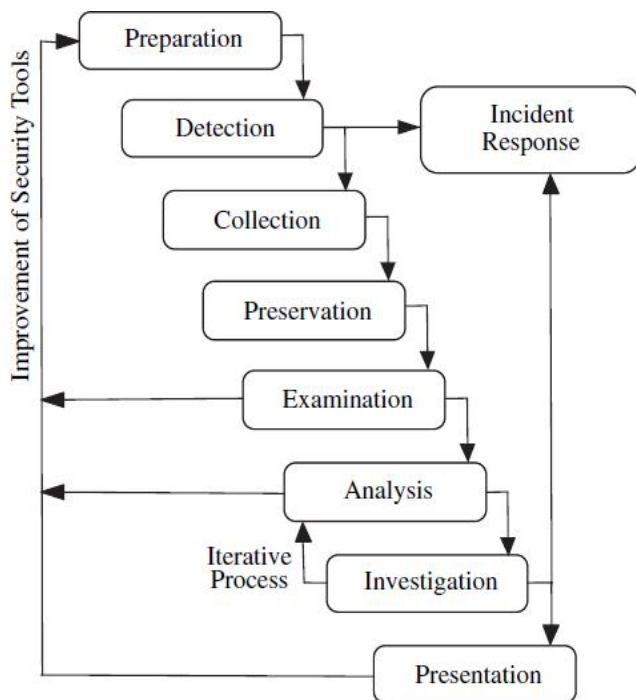 Preparation
Improvement of Security Tools
Detection
Incident
Response
Collection
Preservation
Examination
Analysis
Iterative
Process
Investigation
Presentation